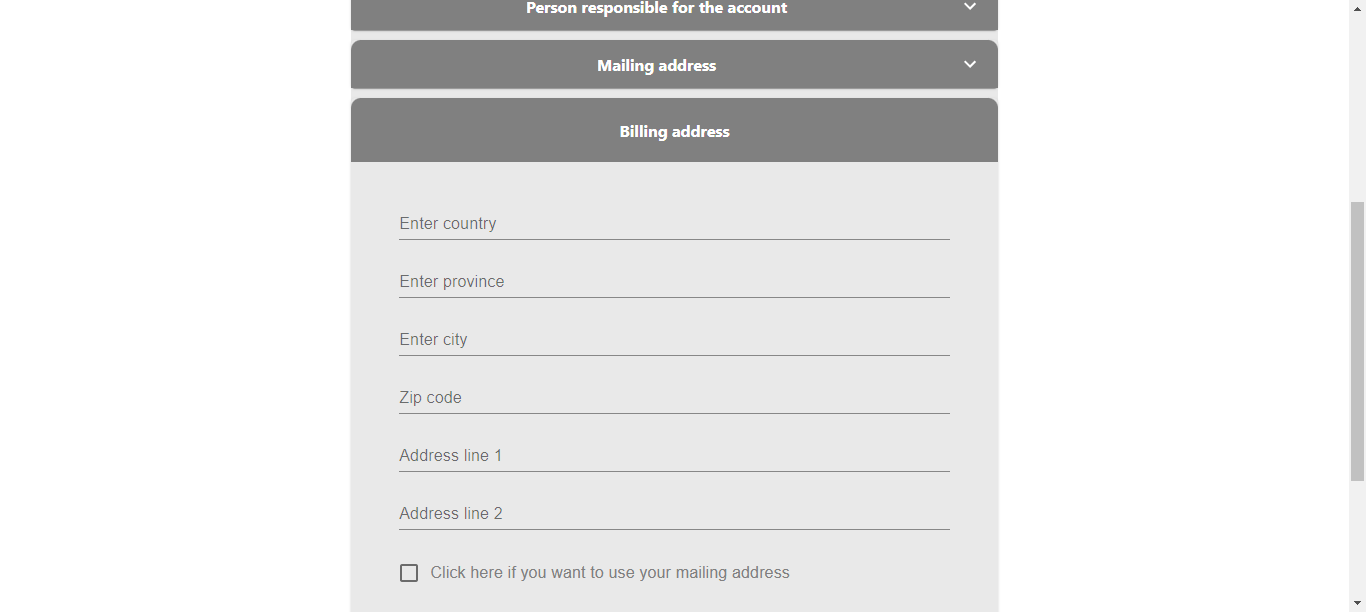 Person responsible for the account
Mailing address
Billing address
Enter country
Enter province
Enter city
Zip code
Address line 1
Address line 2
Click here if you want to use your mailing address